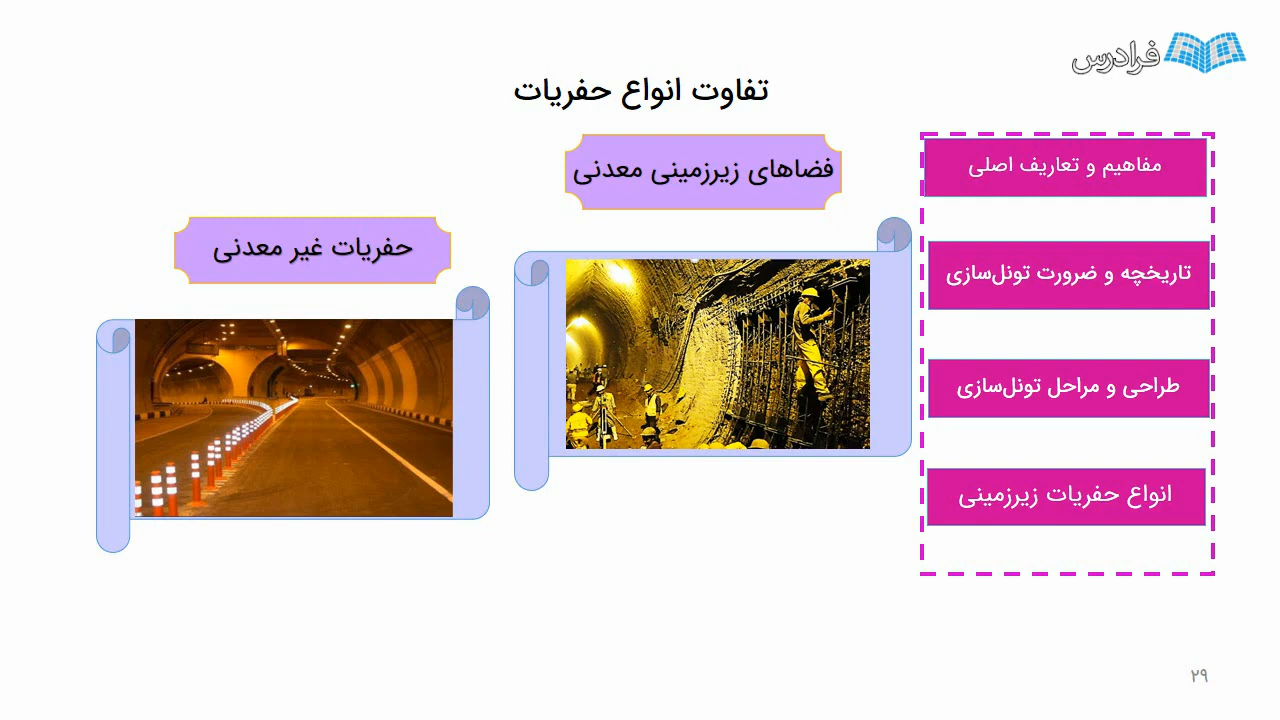 فرادرس
تفاوت انواع حفریات
فضاهای زیرزمینی معدنی
حفریات غیر معدنی
مفاهیم و تعاریف اصلی
تاریخچه و ضرورت تونل‌سازی
طراحی و مراحل تونل‌سازی
انواع حفریات زیرزمینی
۲۹